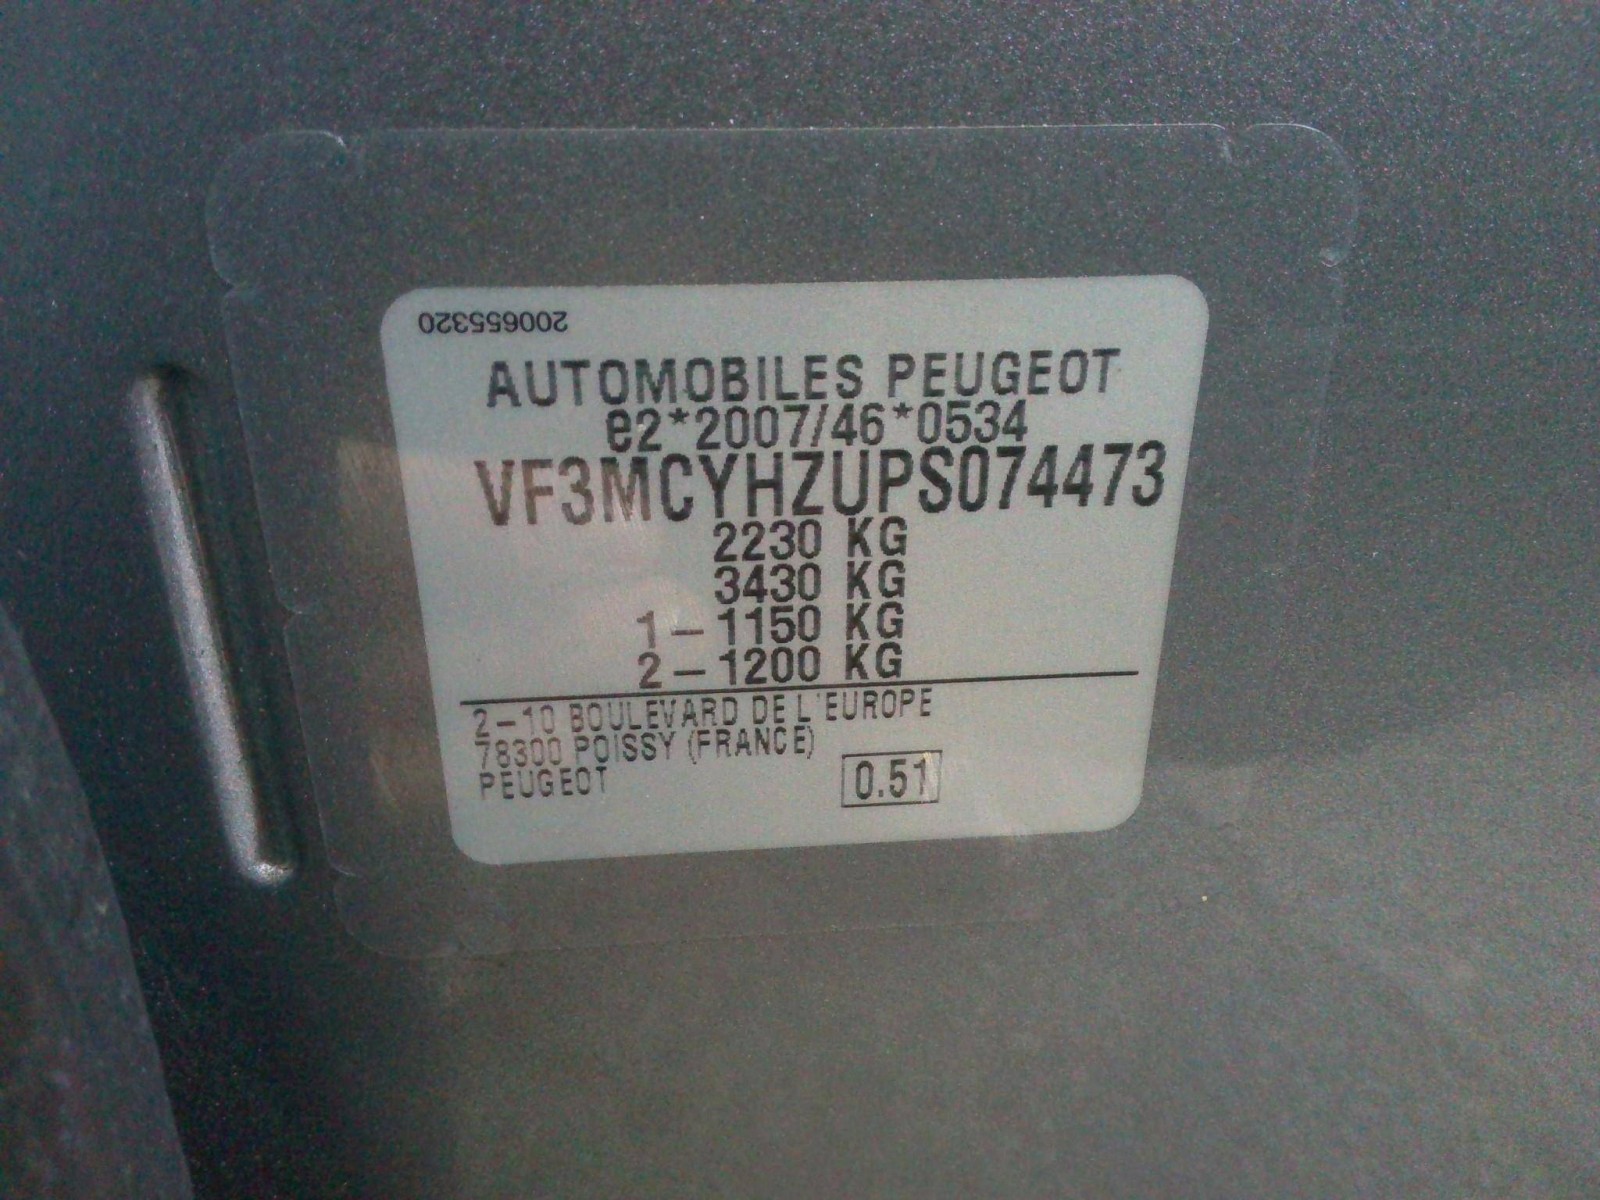 200655320
AUTOMOBILES PEUGEOT
e2*2007/46*0534
VF3MCYHZUPS074473
2230 KG
3430 KG
1-1150 KG
2-1200 KG
2-10 BOULEVARD DE L'EUROPE
78300 POISSY (FRANCE)
PEUGEOT
0.51